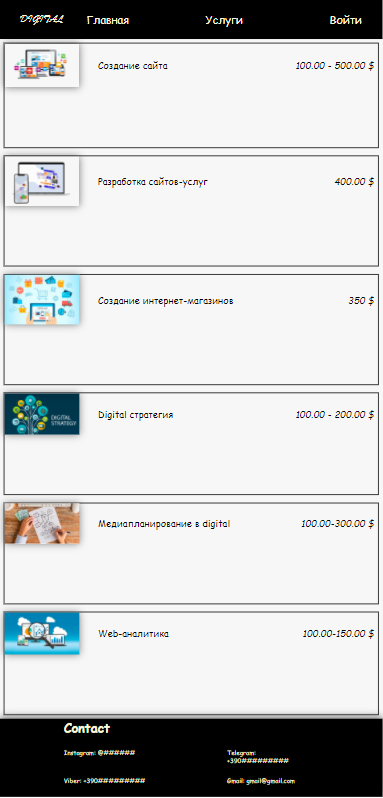 DIGITAL Главная Услуги Войти
Создание сайта 100.00 - 500.00 $
Разработка сайтов-услуг 400.00 $
Создание интернет-магазинов 350 $
DIGITAL
STRATEGY
Digital стратегия 100.00 - 200.00 $
Медиапланирование в digital 100.00-300.00 $
Web-аналитика 100.00-150.00 $
Contact
Instagram: @###### Telegram:
+390#########
Viber: +390######### Gmail: gmail@gmail.com